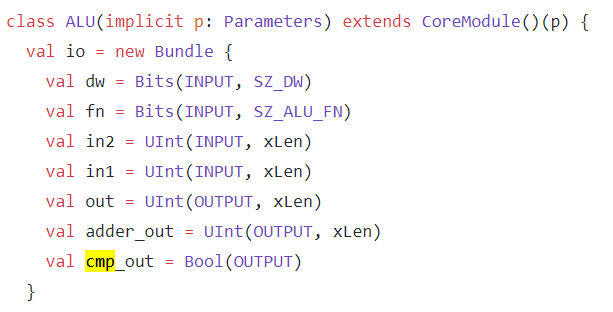 class ALU(implicit p: Parameters) extends CoreModule()(p) {
  val io = new Bundle {
    val dw = Bits(INPUT, SZ_DW)
    val fn = Bits(INPUT, SZ_ALU_FN)
    val in2 = UInt(INPUT, xLen)
    val in1 = UInt(INPUT, xLen)
    val out = UInt(OUTPUT, xLen)
    val adder_out = UInt(OUTPUT, xLen)
    val cmp_out = Bool(OUTPUT)
  }